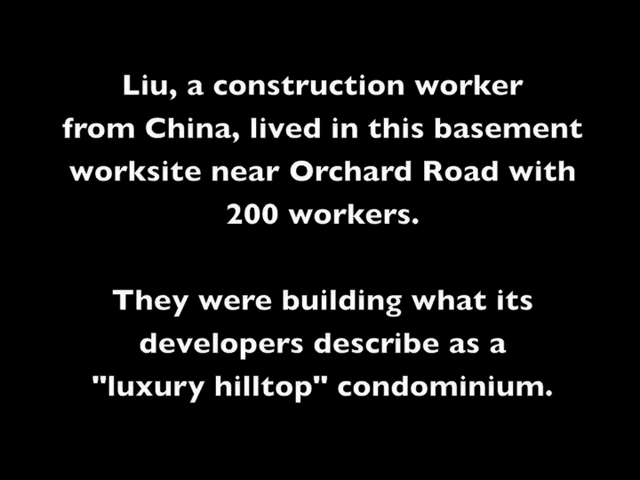 Liu, a construction worker
from China, lived in this basement
worksite near Orchard Road with
200 workers.
They were building what its
developers describe as a
"luxury hilltop" condominium.